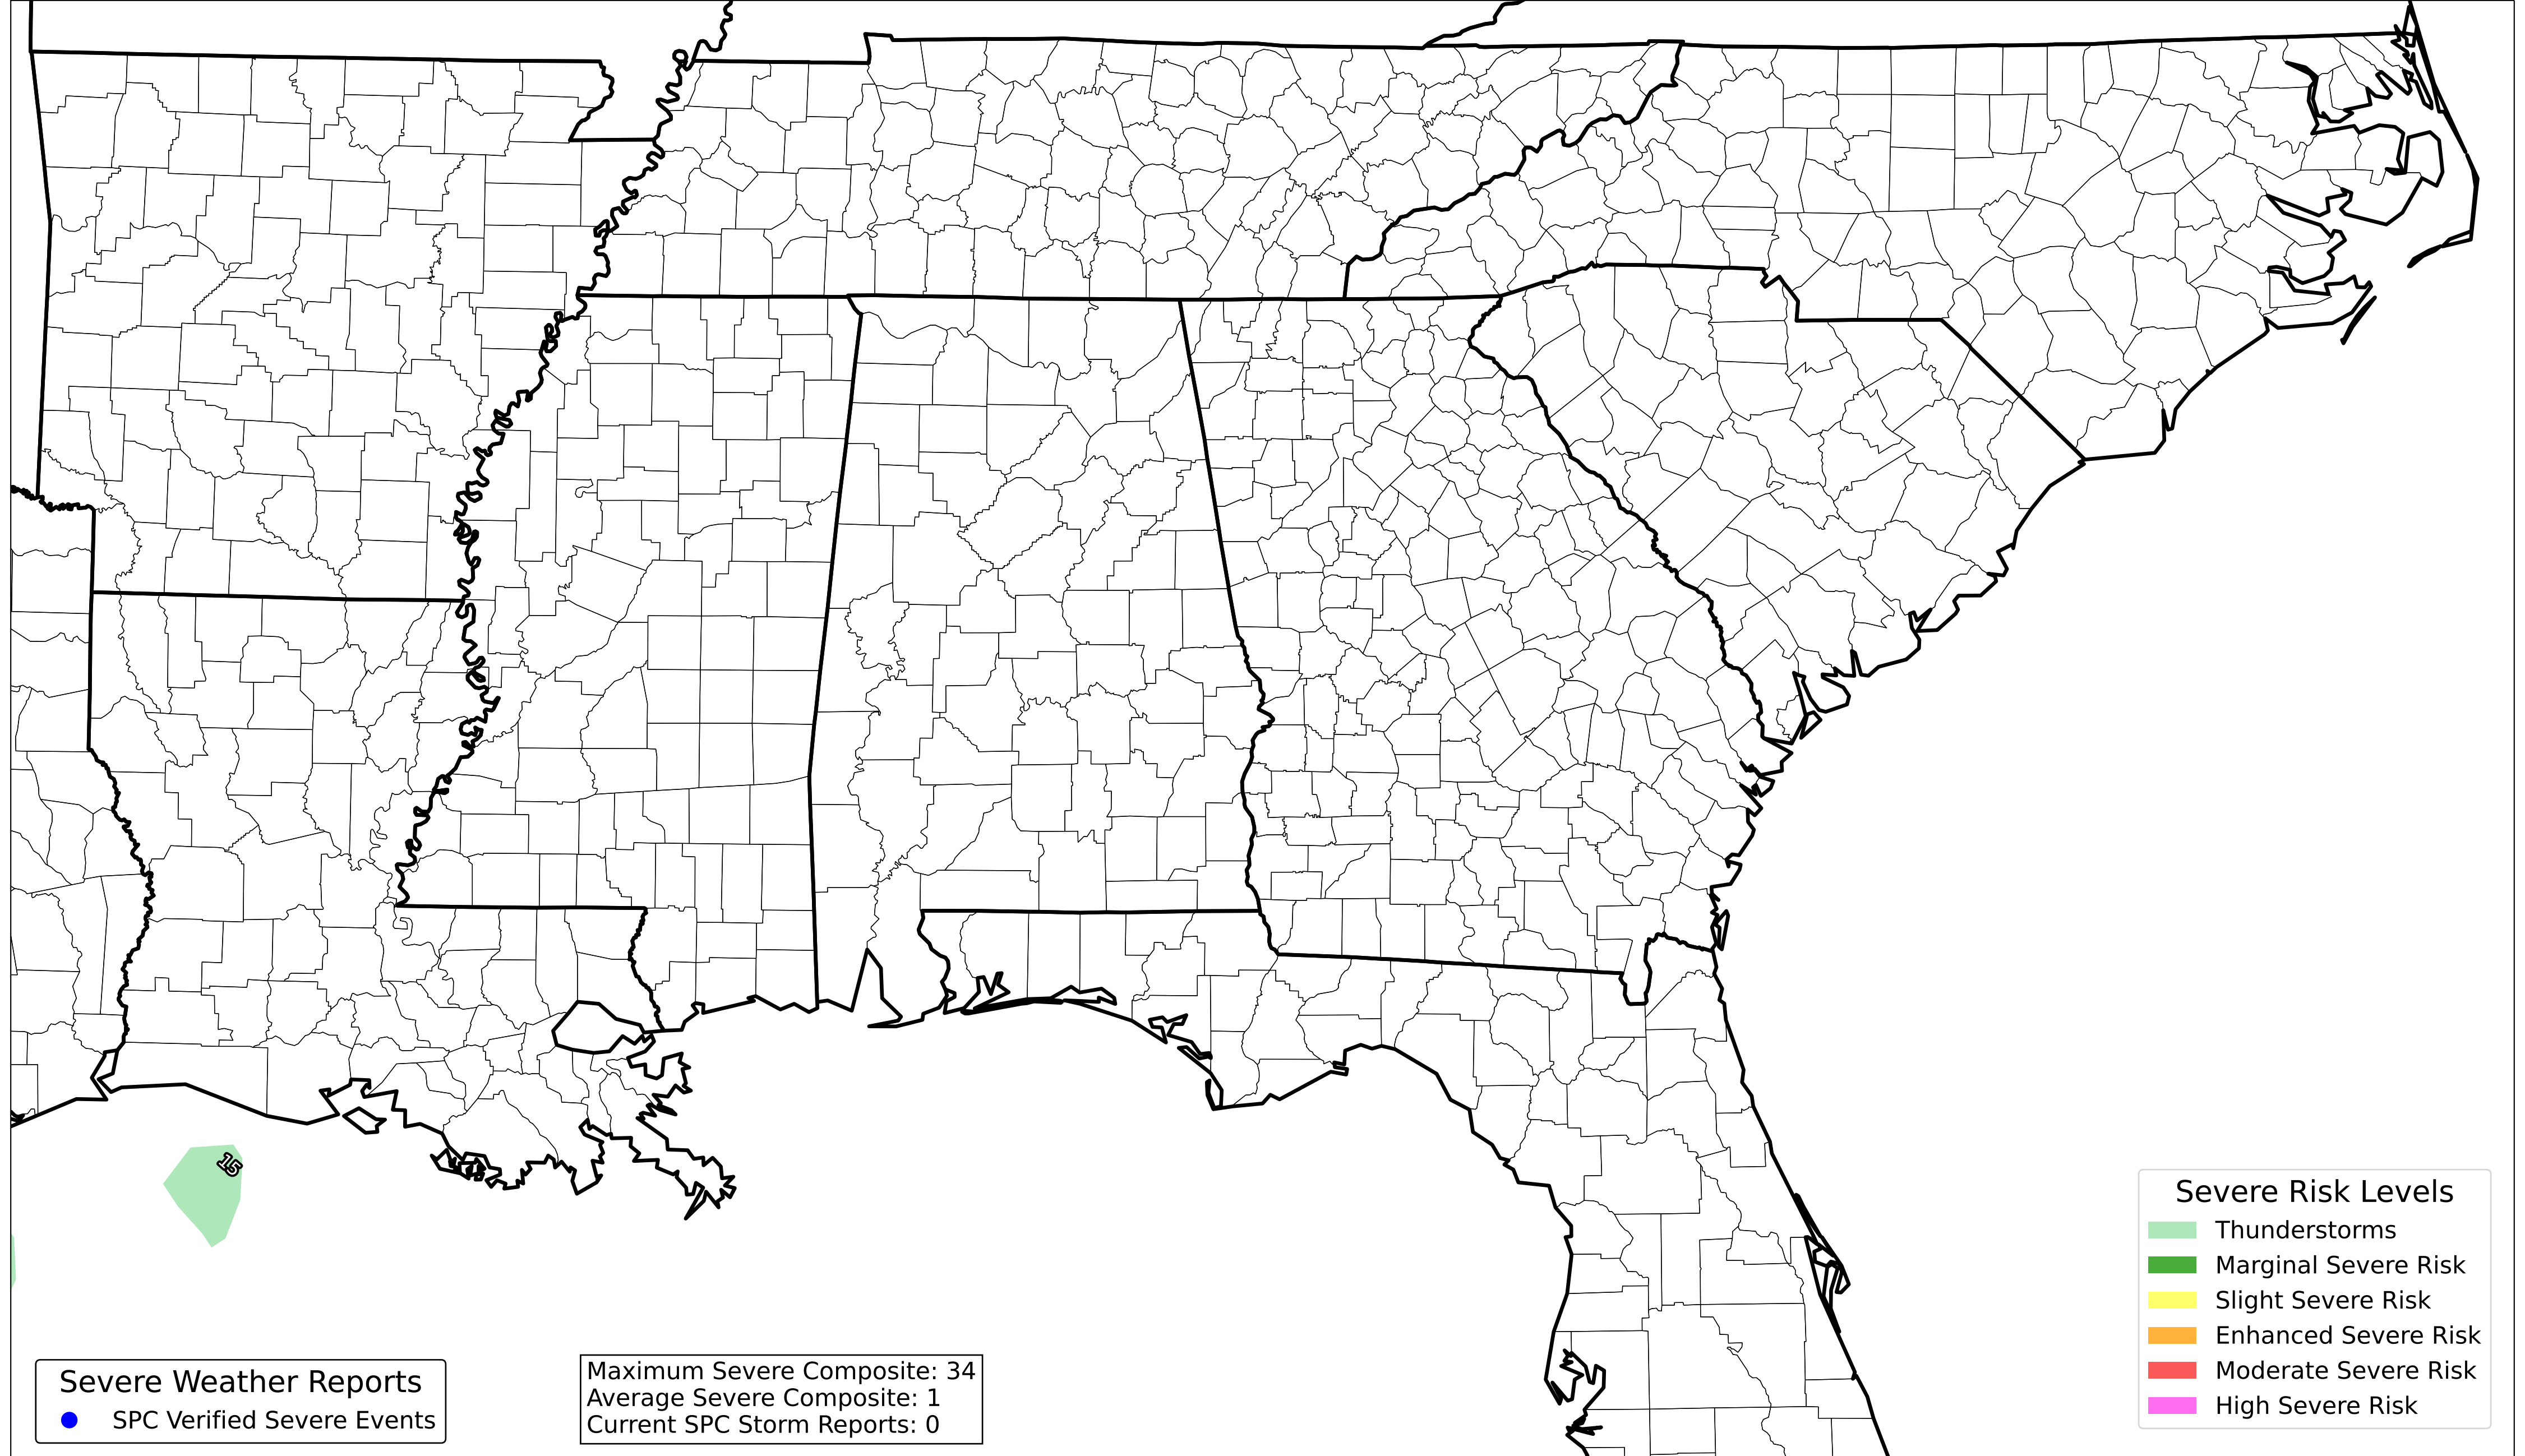 15
Severe Weather Reports
SPC Verified Severe Events
Maximum Severe Composite: 34
Average Severe Composite: 1
Current SPC Storm Reports: 0
Severe Risk Levels
Thunderstorms
Marginal Severe Risk
Slight Severe Risk
Enhanced Severe Risk
Moderate Severe Risk
High Severe Risk